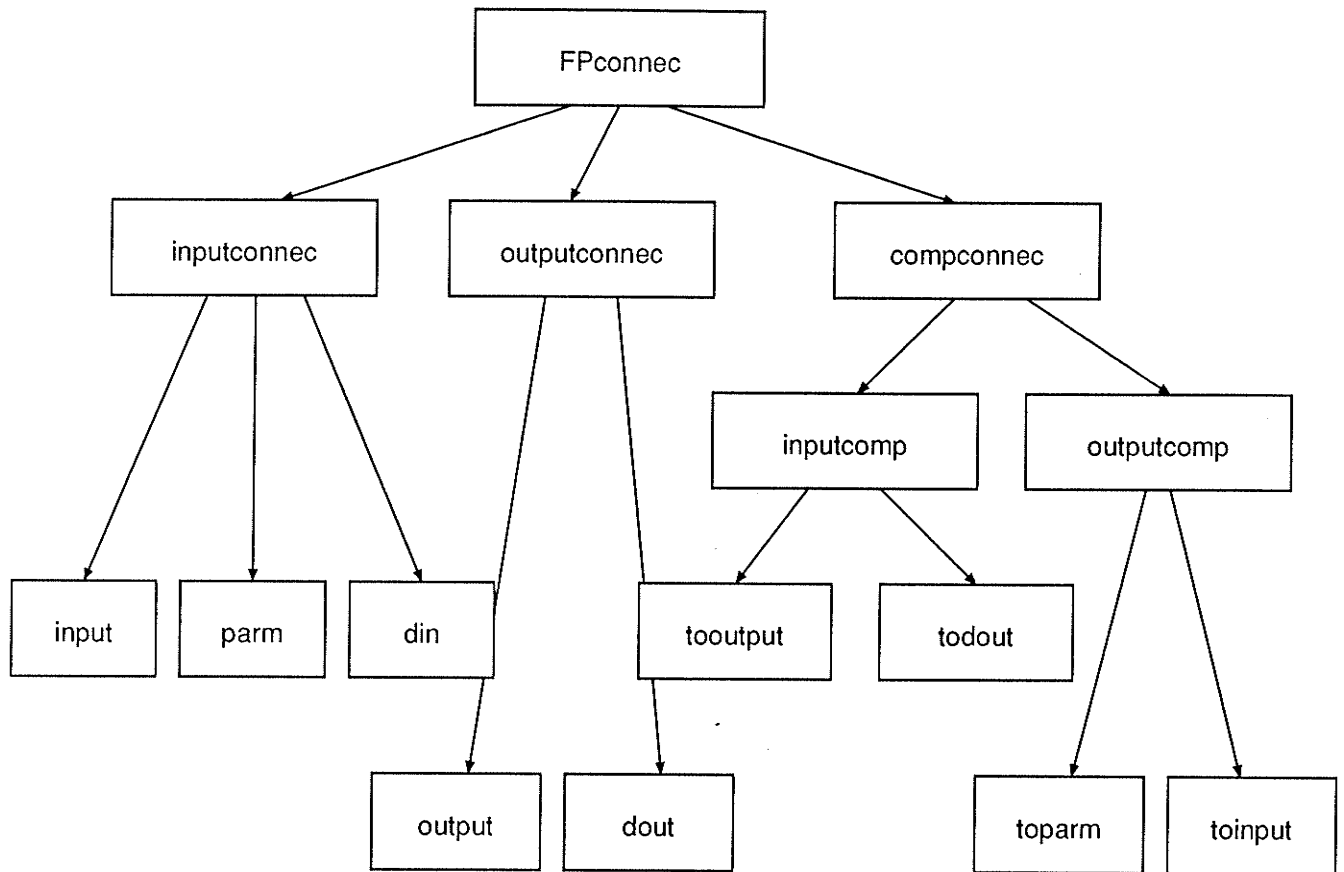 FPconnec
inputconnec
outputconnec
compconnec
inputcomp
outputcomp
input
parm
din
tooutput
todout
output
dout
toparm
toinput